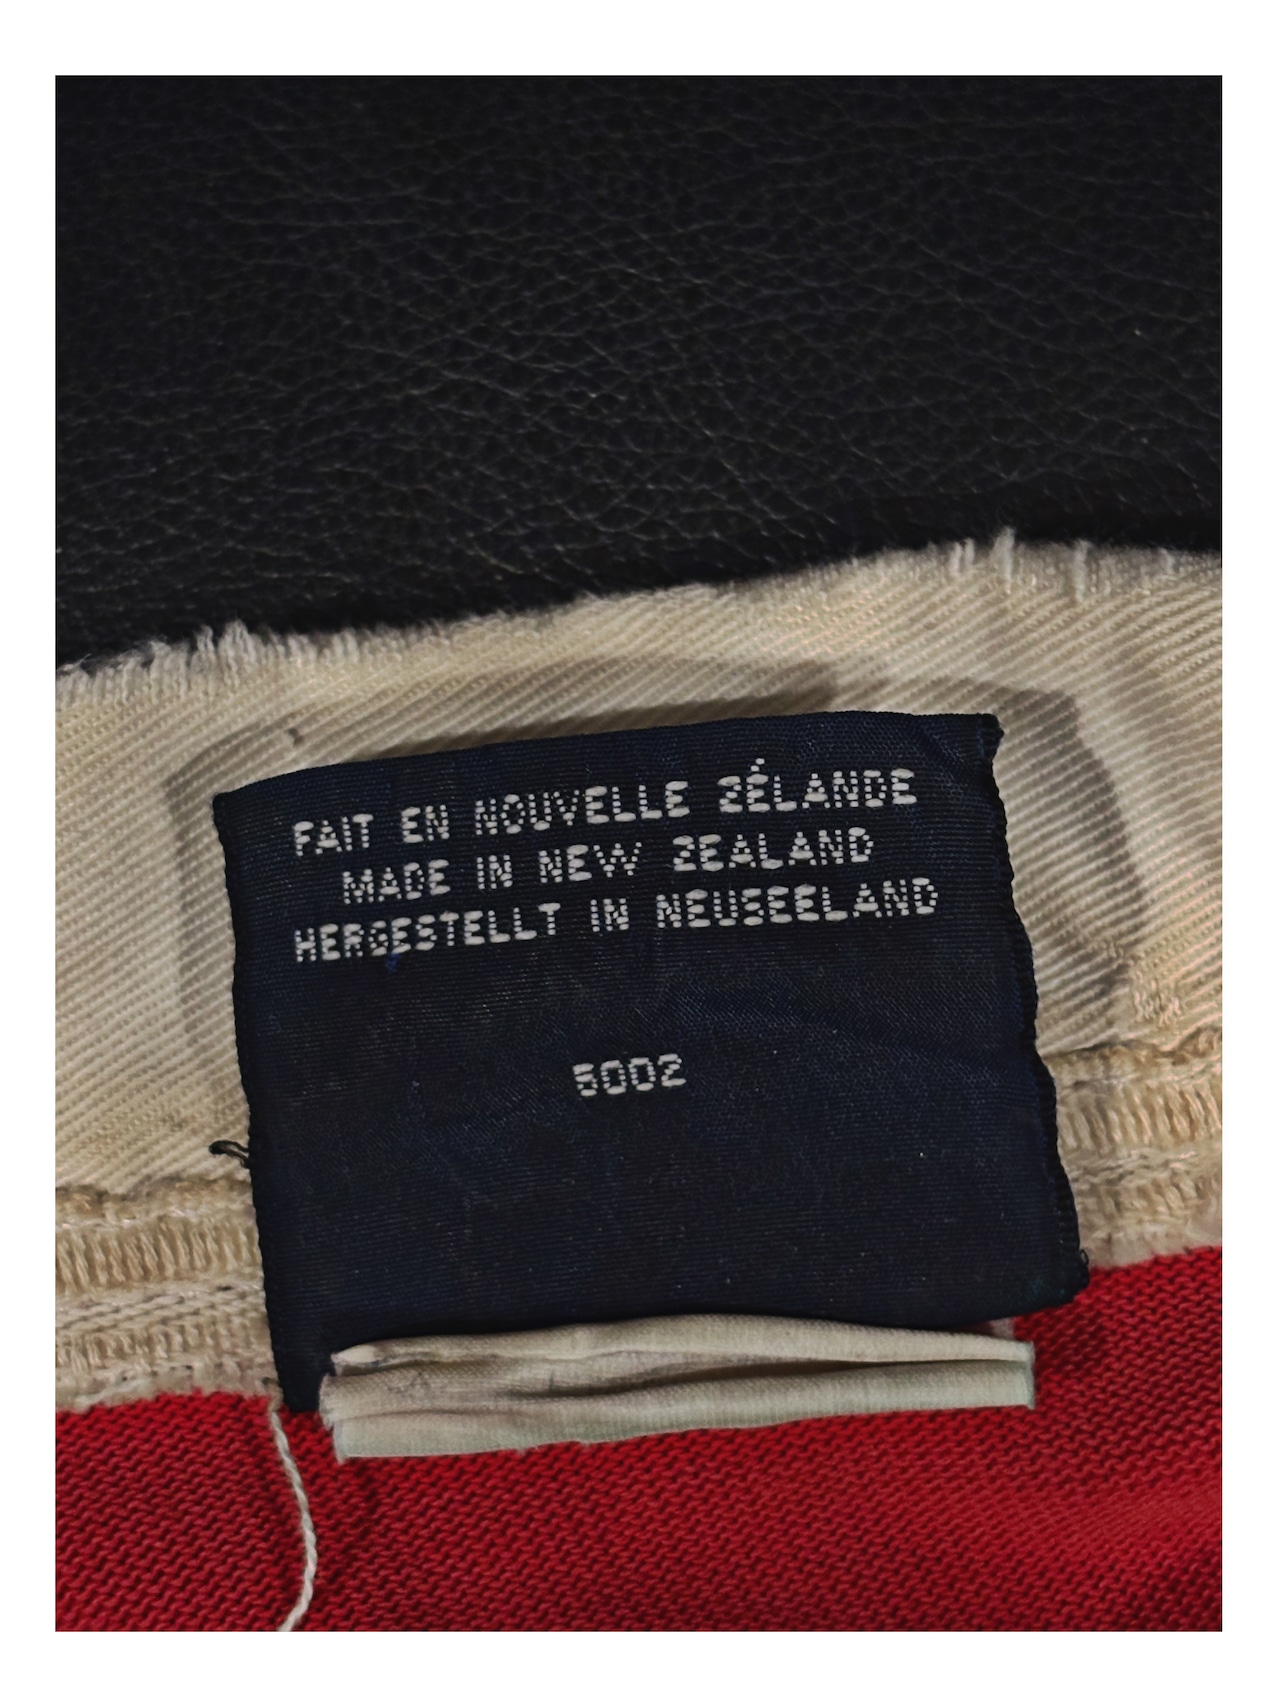 FAIT EN NOUVELLE ZÉLANDE
MADE IN NEW ZEALAND
HERGESTELLT IN NEUSEELAND
5002